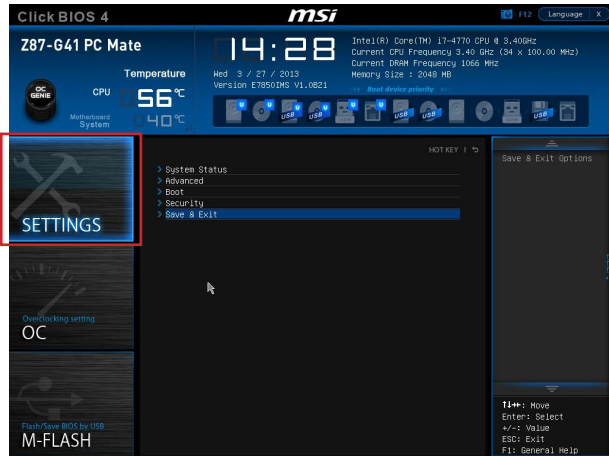 Click BIOS 4
msi
F12
Language
X
Z87-G41 PC Mate
OC
GENIE
Temperature
CPU
56°C
Motherboard
System
40°C
14:28
Wed 3 / 27 / 2013
Version E7850IMS V1.0B21
Intel(R) Core(TM) i7-4770 CPU @ 3.40GHz
Current CPU Frequency 3.40 GHz (34 x 100.00 MHz)
Current DRAM Frequency 1066 MHz
Memory Size : 2048 MB
Boot device priority
U
U
U USB
U USB
U
U
U USB
USB
U
USB
HOT KEY
> System Status
> Advanced
> Boot
> Security
> Save & Exit
Save & Exit Options
SETTINGS
Overclocking setting
OC
Flash/Save BIOS by USB
M-FLASH
↑↓→←: Move
Enter: Select
+/-: Value
ESC: Exit
F1: General Help